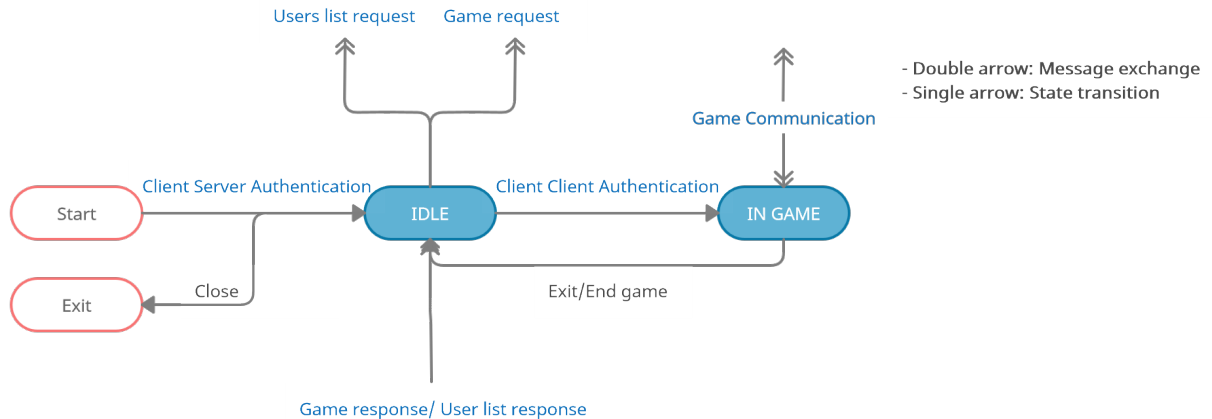 Users list request
Game request
- Double arrow: Message exchange
- Single arrow: State transition
Game Communication
Client Server Authentication
Client Client Authentication
Start
IDLE
IN GAME
Close
Exit/End game
Exit
Game response/ User list response